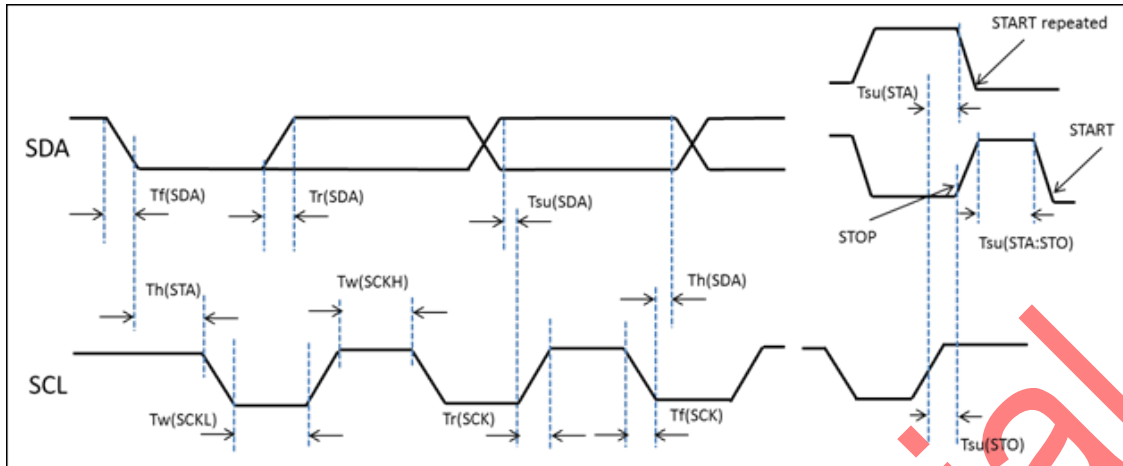 START repeated
Tsu(STA)
START
SDA
Tf(SDA)
Tr(SDA)
Tsu(SDA)
STOP
Tsu(STA:STO)
Th(STA)
Tw(SCKH)
Th(SDA)
SCL
Tw(SCKL)
Tr(SCK)
Tf(SCK)
Tsu(STO)
ial